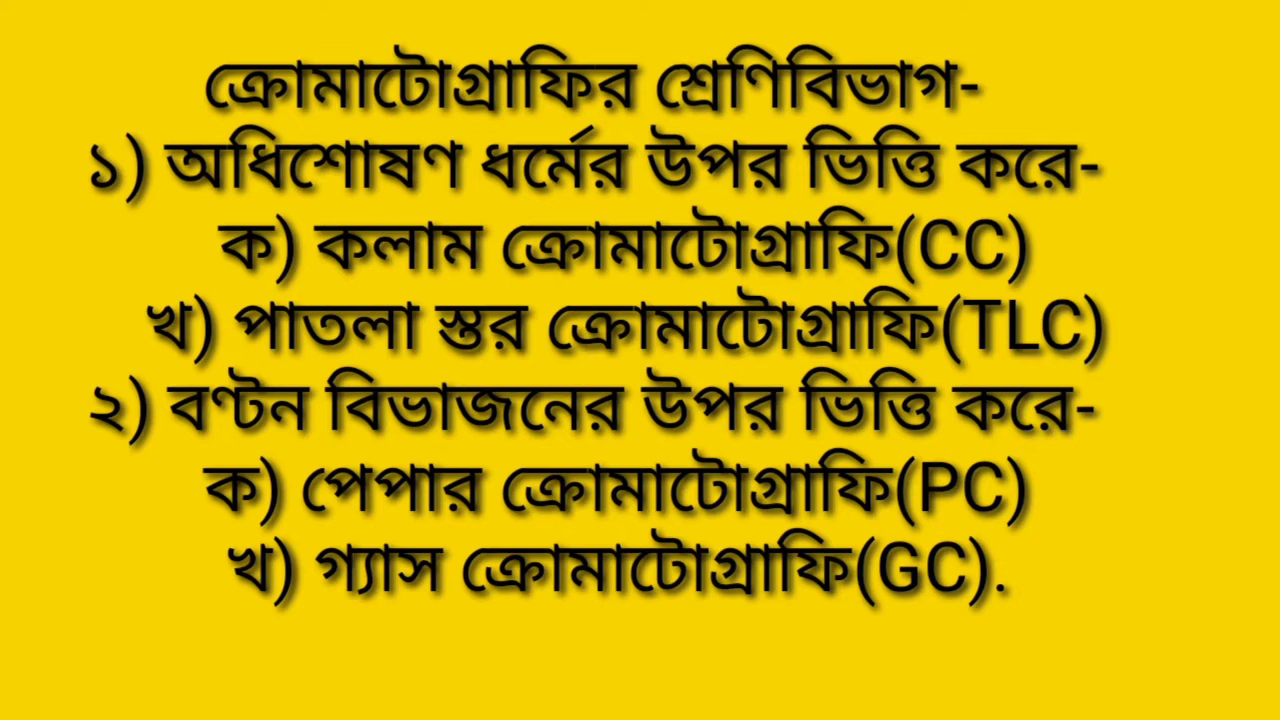 ক্রোমাটোগ্রাফির শ্রেণিবিভাগ-
১) অধিশোষণ ধর্মের উপর ভিত্তি করে-
ক) কলাম ক্রোমাটোগ্রাফি(CC)
খ) পাতলা স্তর ক্রোমাটোগ্রাফি(TLC)
২) বণ্টন বিভাজনের উপর ভিত্তি করে-
ক) পেপার ক্রোমাটোগ্রাফি(PC)
খ) গ্যাস ক্রোমাটোগ্রাফি(GC).